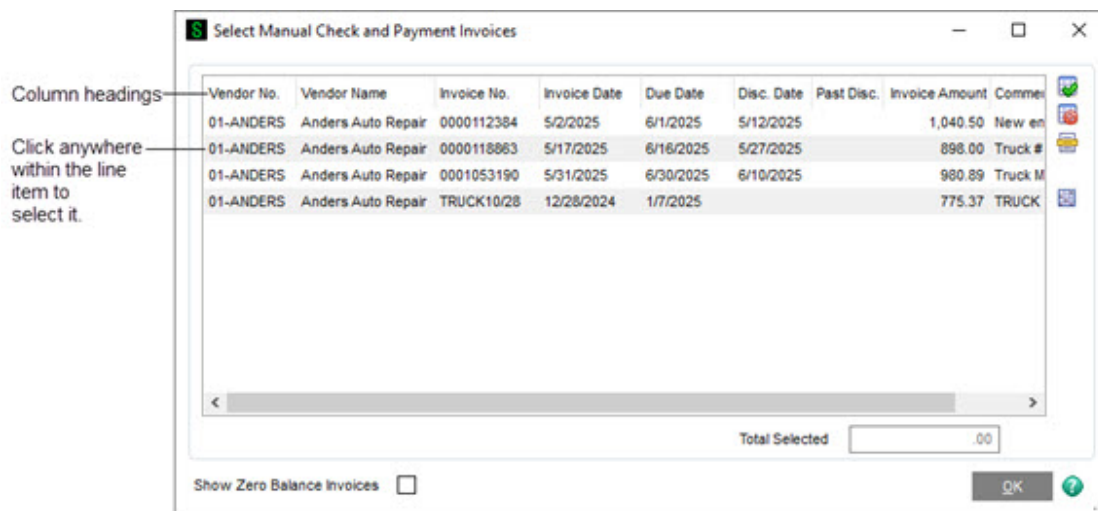 Select Manual Check and Payment Invoices
Column headings
Vendor No. Vendor Name Invoice No. Invoice Date Due Date Disc. Date Past Disc. Invoice Amount Commen
01-ANDERS Anders Auto Repair 0000112384 5/2/2025 6/1/2025 5/12/2025 1,040.50 New en
Click anywhere
within the line
item to
select it.
01-ANDERS Anders Auto Repair 0000118863 5/17/2025 6/16/2025 5/27/2025 898.00 Truck #
01-ANDERS Anders Auto Repair 0001053190 5/31/2025 6/30/2025 6/10/2025 980.89 Truck M
01-ANDERS Anders Auto Repair TRUCK10/28 12/28/2024 1/7/2025 775.37 TRUCK
Total Selected .00
Show Zero Balance Invoices
OK